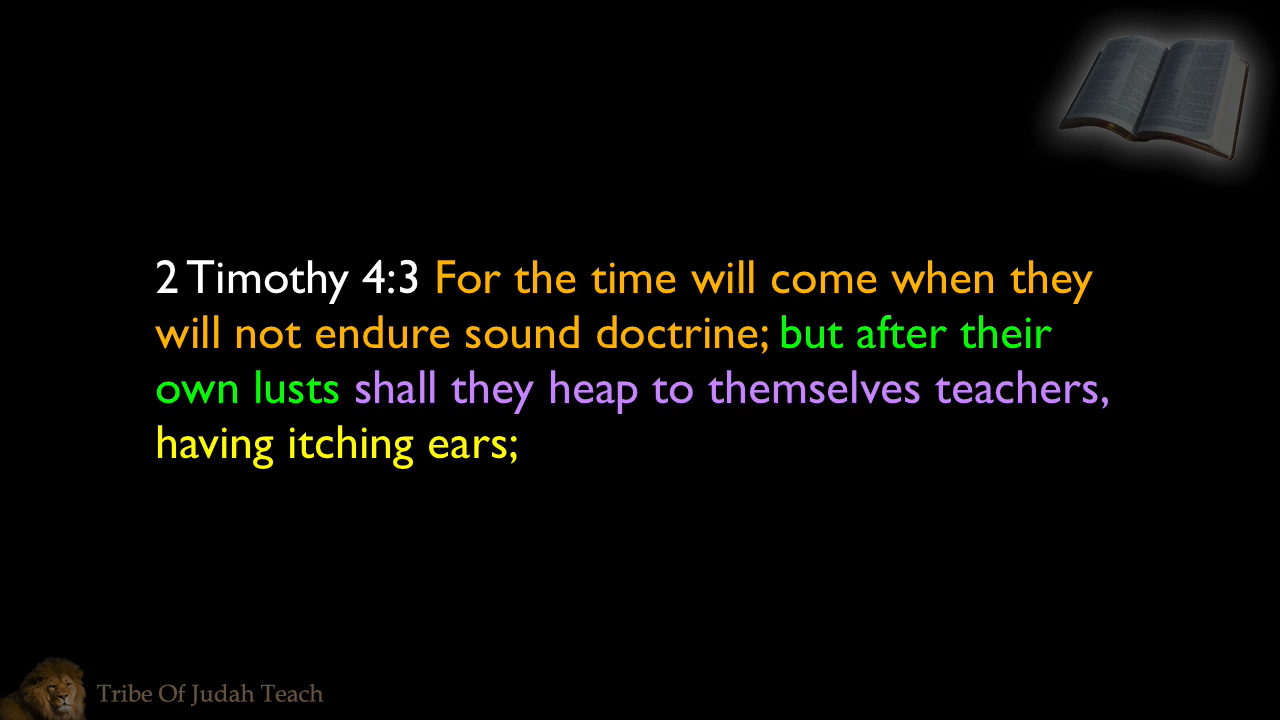 2 Timothy 4:3 For the time will come when they
will not endure sound doctrine; but after their
own lusts shall they heap to themselves teachers,
having itching ears;
Tribe Of Judah Teach